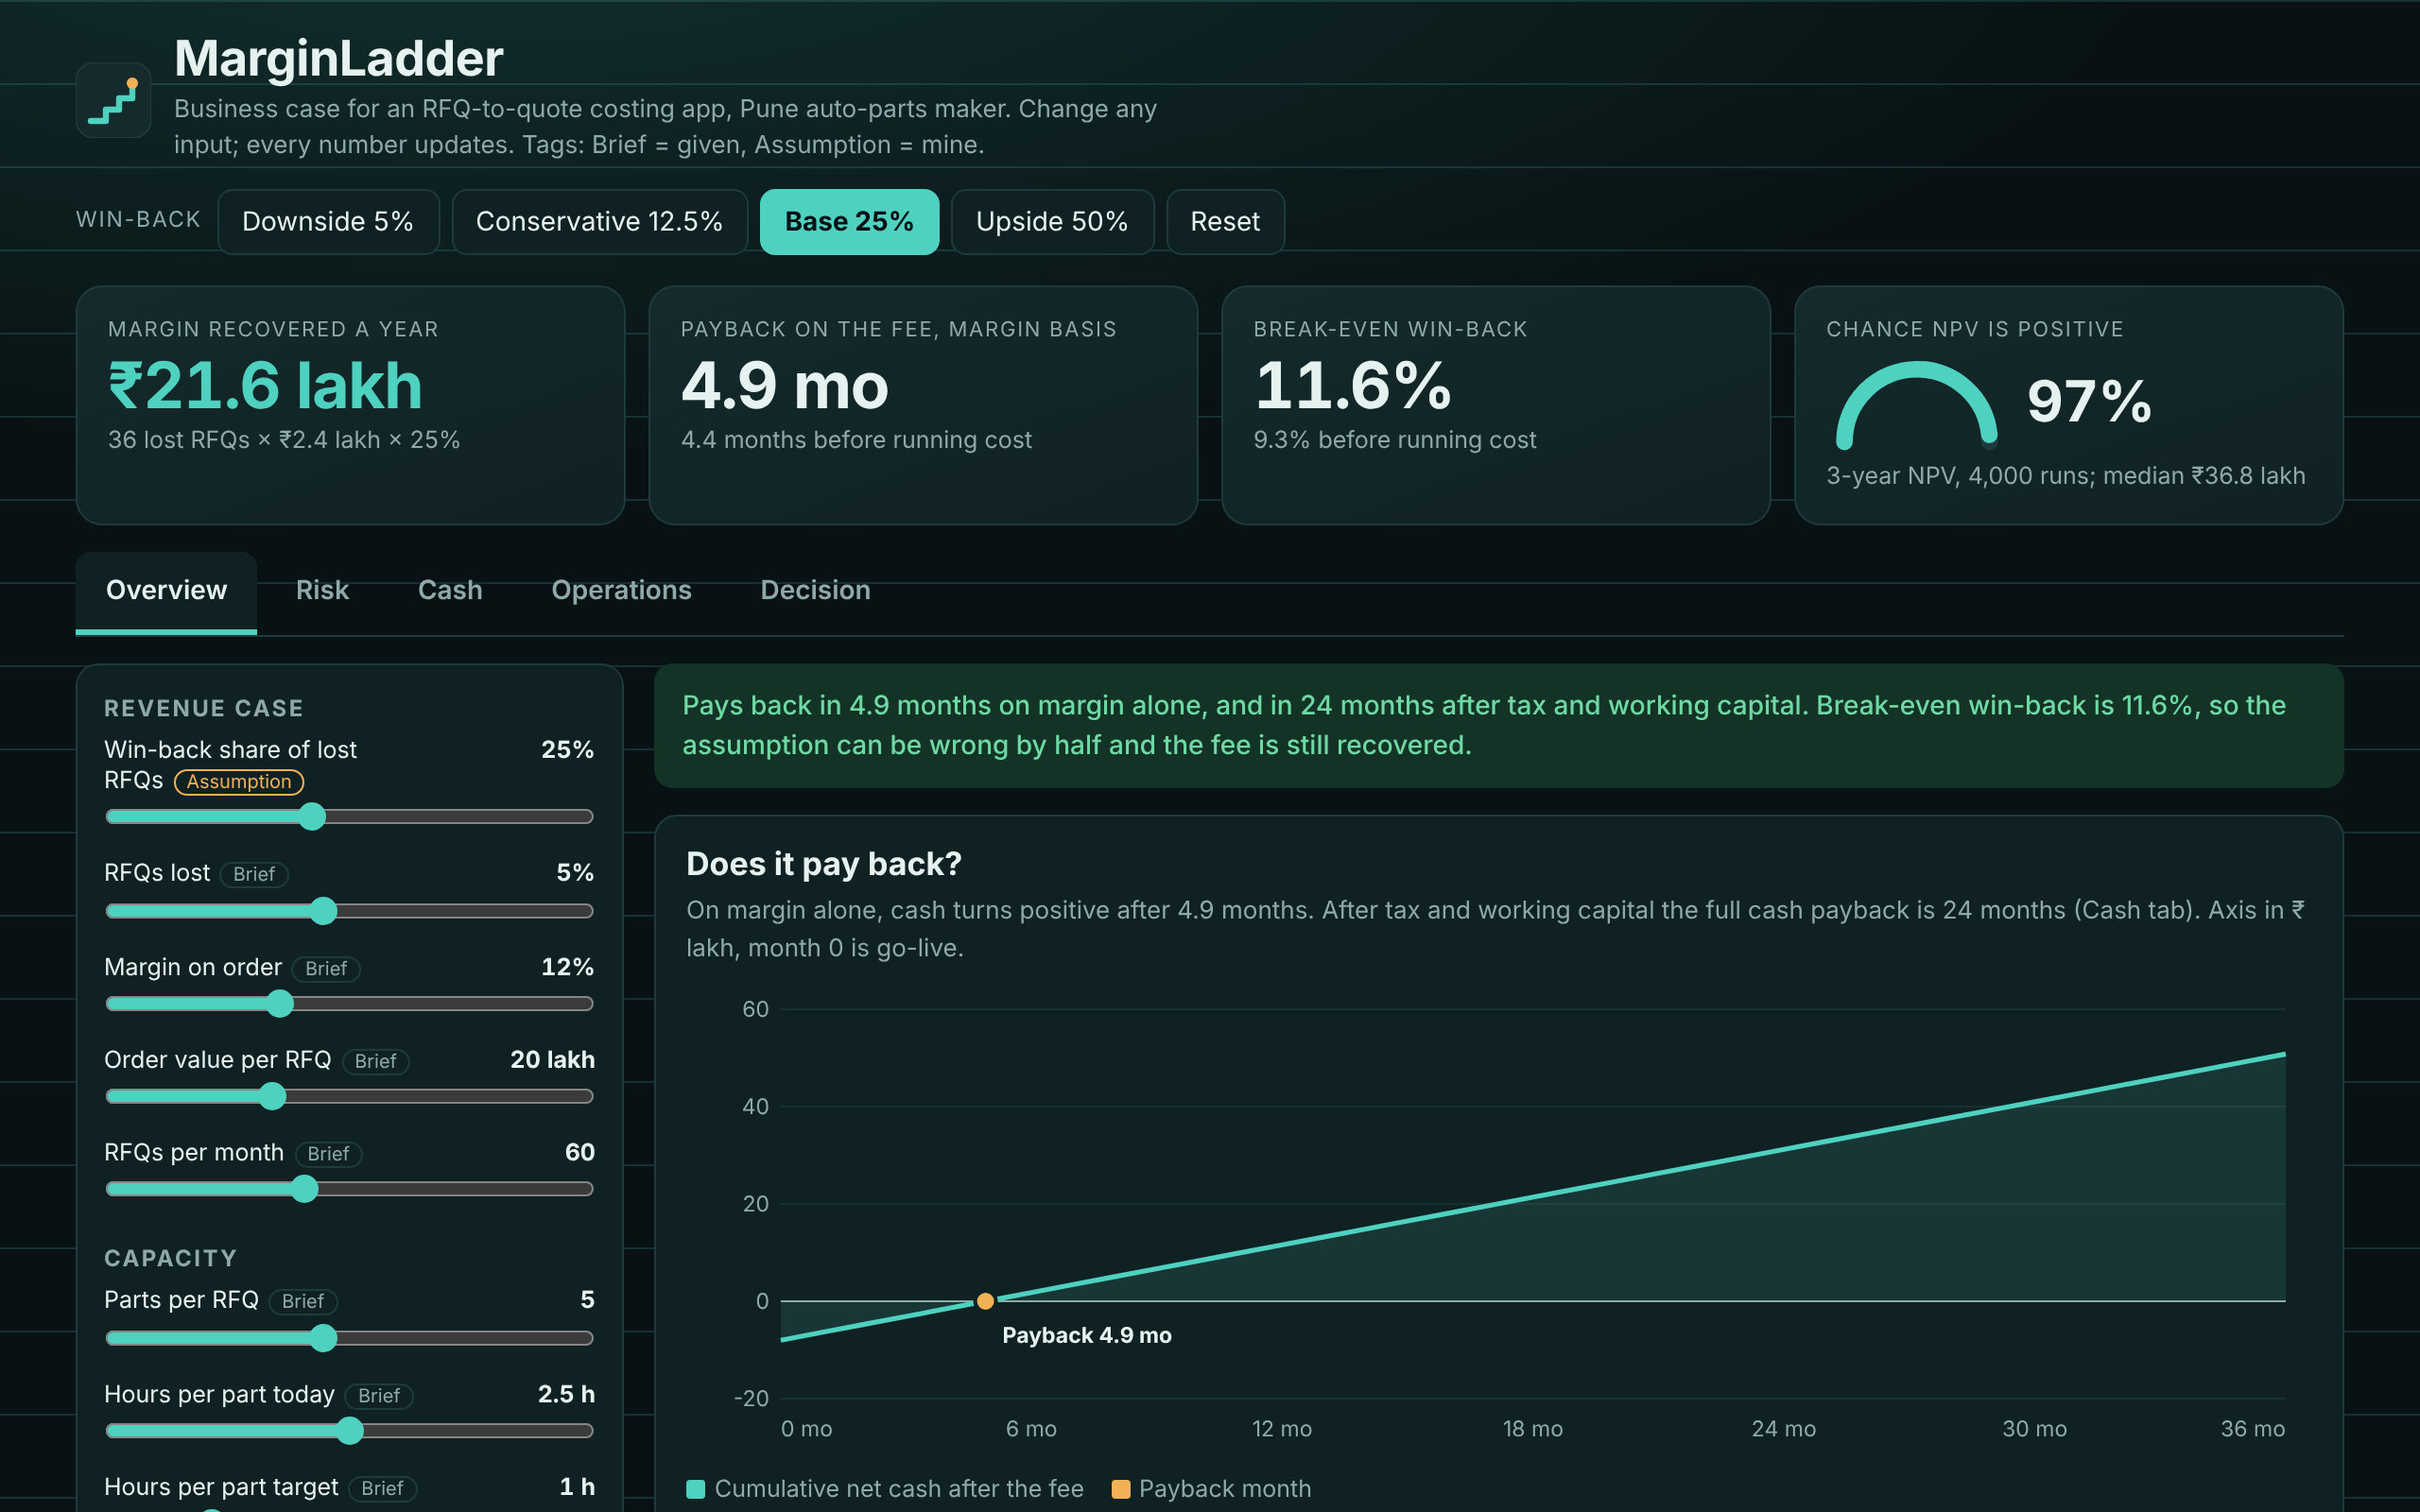 MarginLadder
Business case for an RFQ-to-quote costing app, Pune auto-parts maker. Change any
input; every number updates. Tags: Brief = given, Assumption = mine.
WIN-BACK
Downside 5%
Conservative 12.5%
Base 25%
Upside 50%
Reset
MARGIN RECOVERED A YEAR
₹21.6 lakh
36 lost RFQs × ₹2.4 lakh × 25%
PAYBACK ON THE FEE, MARGIN BASIS
4.9 mo
4.4 months before running cost
BREAK-EVEN WIN-BACK
11.6%
9.3% before running cost
CHANCE NPV IS POSITIVE
97%
3-year NPV, 4,000 runs; median ₹36.8 lakh
Overview
Risk
Cash
Operations
Decision
REVENUE CASE
Win-back share of lost 25%
RFQs Assumption
RFQs lost Brief 5%
Margin on order Brief 12%
Order value per RFQ Brief 20 lakh
RFQs per month Brief 60
CAPACITY
Parts per RFQ Brief 5
Hours per part today Brief 2.5 h
Hours per part target Brief 1 h
Pays back in 4.9 months on margin alone, and in 24 months after tax and working capital. Break-even win-back is 11.6%, so the
assumption can be wrong by half and the fee is still recovered.
Does it pay back?
On margin alone, cash turns positive after 4.9 months. After tax and working capital the full cash payback is 24 months (Cash tab). Axis in ₹
lakh, month 0 is go-live.
60
40
20
0
Payback 4.9 mo
-20
0 mo 6 mo 12 mo 18 mo 24 mo 30 mo 36 mo
Cumulative net cash after the fee Payback month